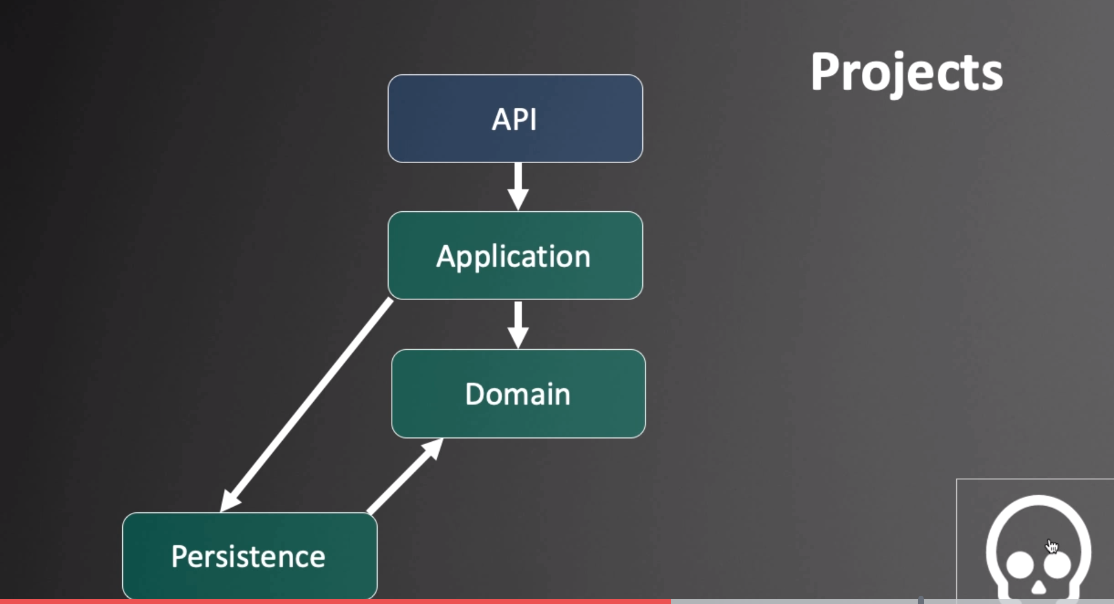 Projects
API
Application
Domain
Persistence